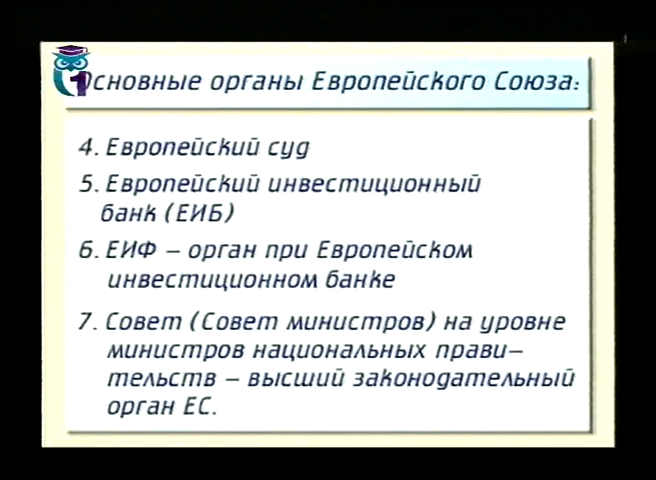 Основные органы Европейского Союза:
4. Европейский суд
5. Европейский инвестиционный
банк (ЕИБ)
6. ЕИФ – орган при Европейском
инвестиционном банке
7. Совет (Совет министров) на уровне
министров национальных прави–
тельств – высший законодательный
орган ЕС.